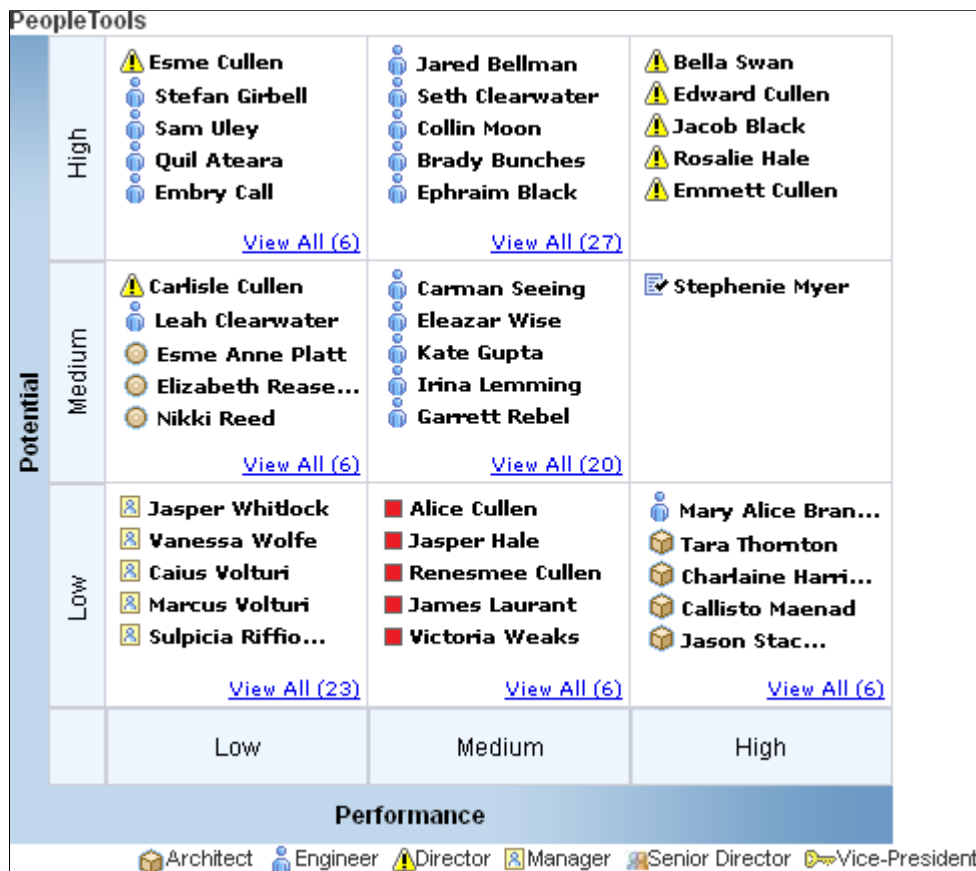 PeopleTools
Potential
High
Esme Cullen
Stefan Girbell
Sam Uley
Quil Ateara
Embry Call
View All (6)
Jared Bellman
Seth Clearwater
Collin Moon
Brady Bunches
Ephraim Black
View All (27)
Bella Swan
Edward Cullen
Jacob Black
Rosalie Hale
Emmett Cullen
Medium
Carlisle Cullen
Leah Clearwater
Esme Anne Platt
Elizabeth Rease...
Nikki Reed
View All (6)
Carman Seeing
Eleazar Wise
Kate Gupta
Irina Lemming
Garrett Rebel
View All (20)
Stephenie Myer
Low
Jasper Whitlock
Vanessa Wolfe
Caius Volturi
Marcus Volturi
Sulpicia Riffio...
View All (23)
Alice Cullen
Jasper Hale
Renesmee Cullen
James Laurant
Victoria Weaks
View All (6)
Mary Alice Bran...
Tara Thornton
Charlaine Harri...
Callisto Maenad
Jason Stac...
View All (6)
Low Medium High
Performance
Architect Engineer Director Manager Senior Director Vice-President